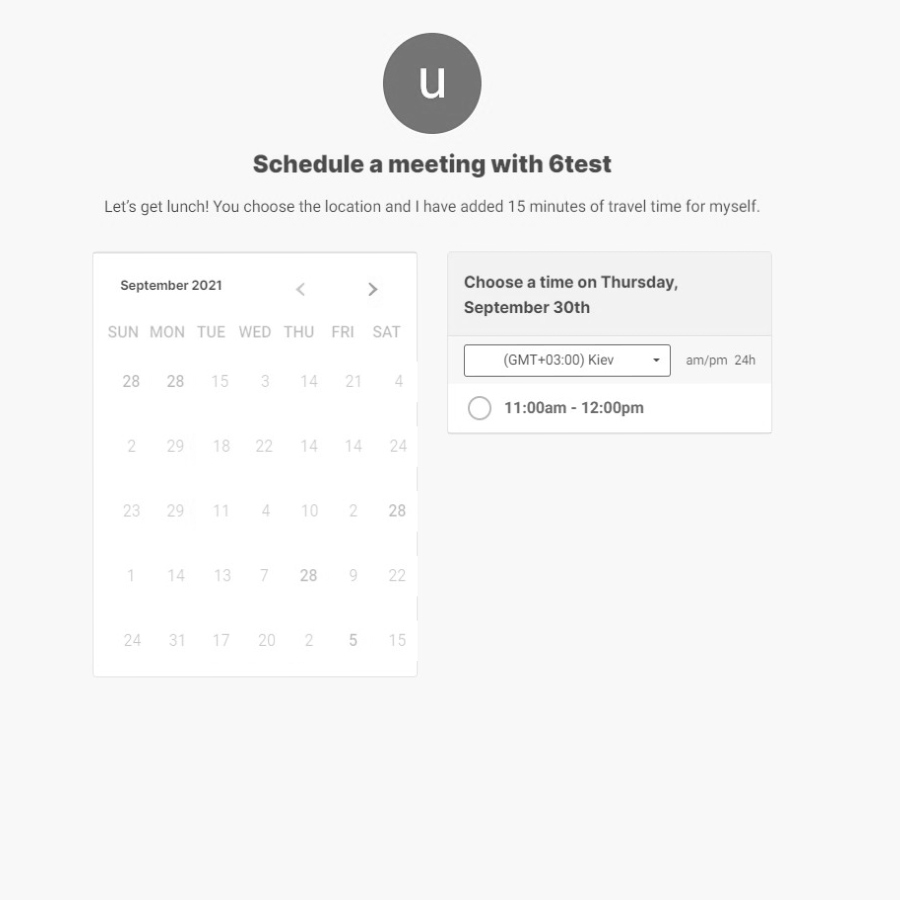 u
Schedule a meeting with 6test
Let's get lunch! You choose the location and I have added 15 minutes of travel time for myself.
September 2021
SUN MON TUE WED THU FRI SAT
28 28 15 3 14 21 4
2 29 18 22 14 14 24
23 29 11 4 10 2 28
1 14 13 7 28 9 22
24 31 17 20 2 5 15
Choose a time on Thursday,
September 30th
(GMT+03:00) Kiev am/pm 24h
11:00am - 12:00pm